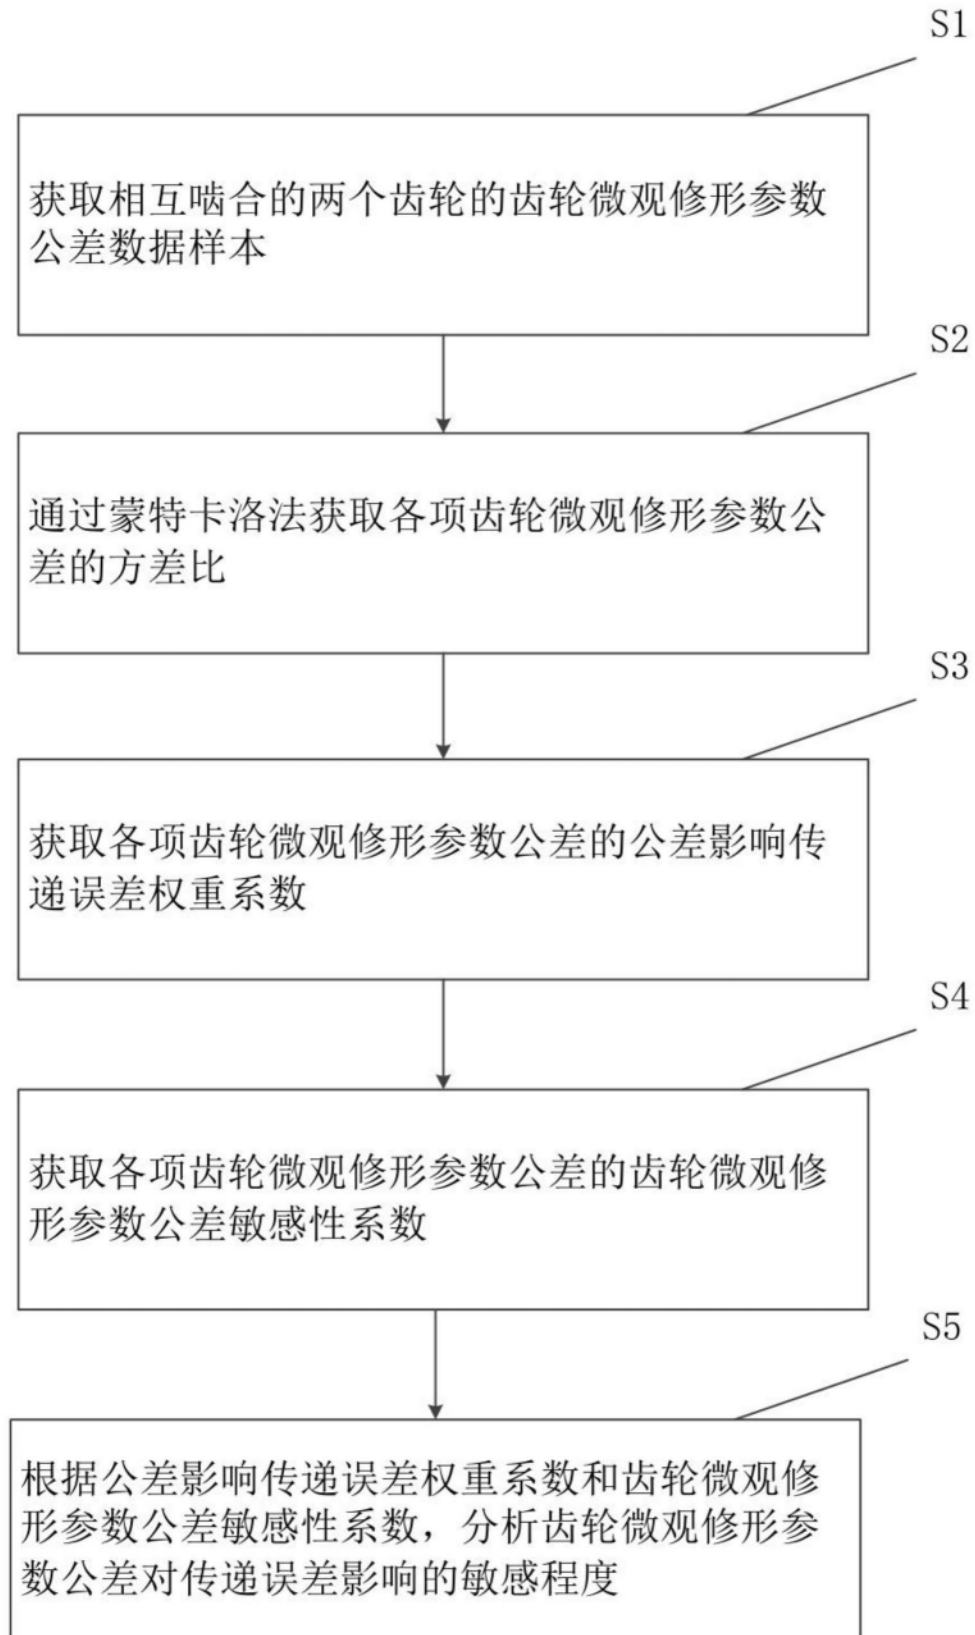 S1
获取相互啮合的两个齿轮的齿轮微观修形参数
公差数据样本
S2
通过蒙特卡洛法获取各项齿轮微观修形参数公
差的方差比
S3
获取各项齿轮微观修形参数公差的公差影响传
递误差权重系数
S4
获取各项齿轮微观修形参数公差的齿轮微观修
形参数公差敏感性系数
S5
根据公差影响传递误差权重系数和齿轮微观修
形参数公差敏感性系数，分析齿轮微观修形参
数公差对传递误差影响的敏感程度